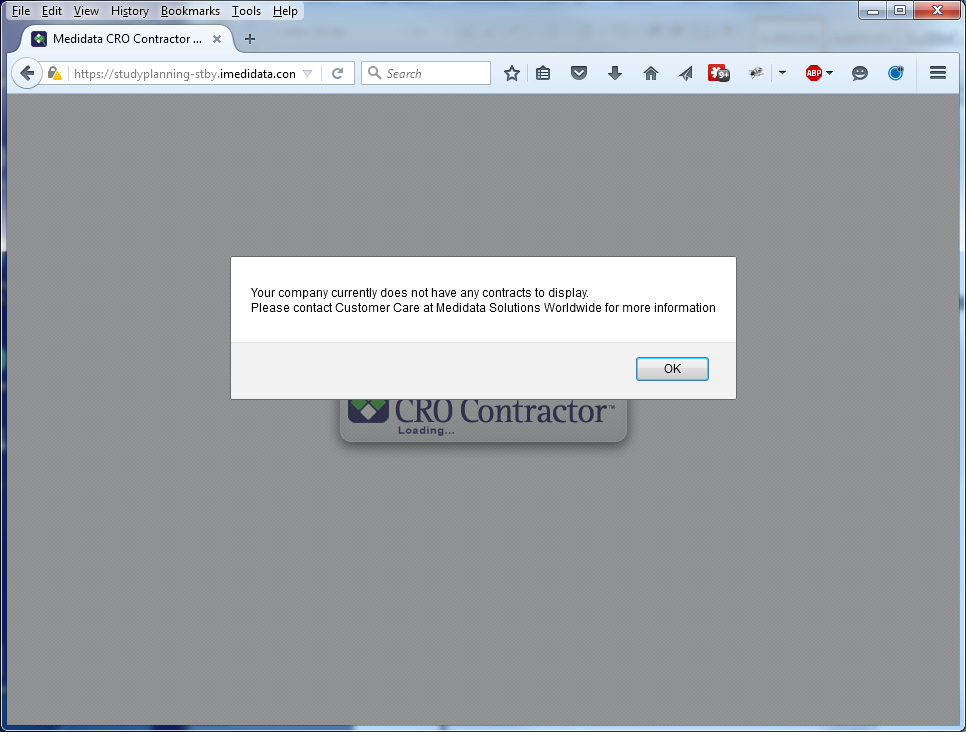 File Edit View History Bookmarks Tools Help
Medidata CRO Contractor ...
https://studyplanning-stby.imedidata.con
Search
9+
ABP
Your company currently does not have any contracts to display.
Please contact Customer Care at Medidata Solutions Worldwide for more information
OK
CRO Contractor™
Loading...